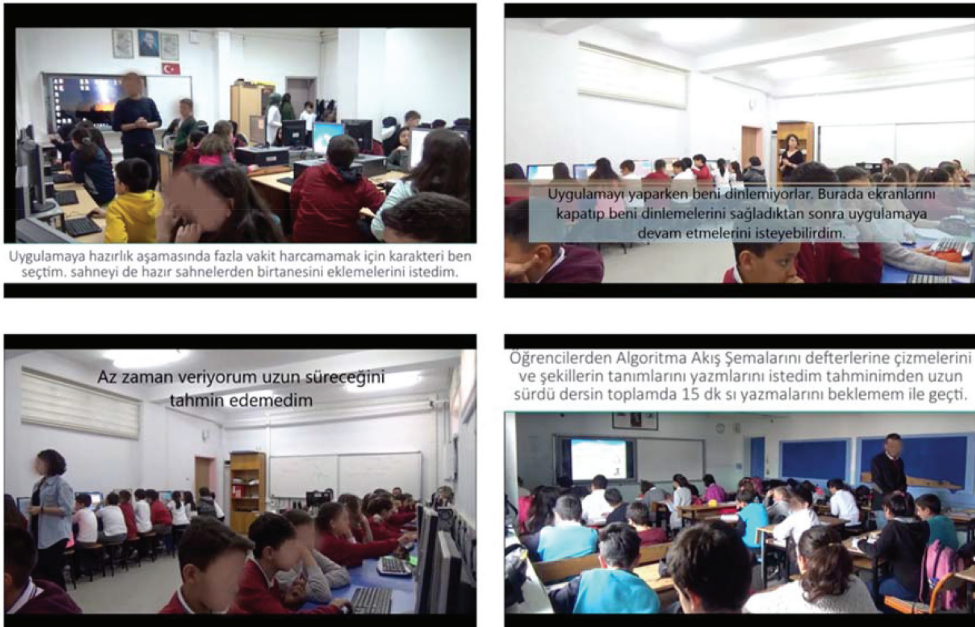 Uygulamaya hazırlık aşamasında fazla vakit harcamamak için karakteri ben
seçtim. sahneyi de hazır sahnelerden birtanesini eklemelerini istedim.
Uygulamayı yaparken beni dinlemiyorlar. Burada ekranlarını
kapatıp beni dinlemelerini sağladıktan sonra uygulamaya
devam etmelerini isteyebilirdim.
Az zaman veriyorum uzun süreceğini
tahmin edemedim
Öğrencilerden Algoritma Akış Şemalarını defterlerine çizmelerini
ve şekillerin tanımlarını yazmlarını istedim tahminimden uzun
sürdü dersin toplamda 15 dk sı yazmalarını beklemem ile geçti.